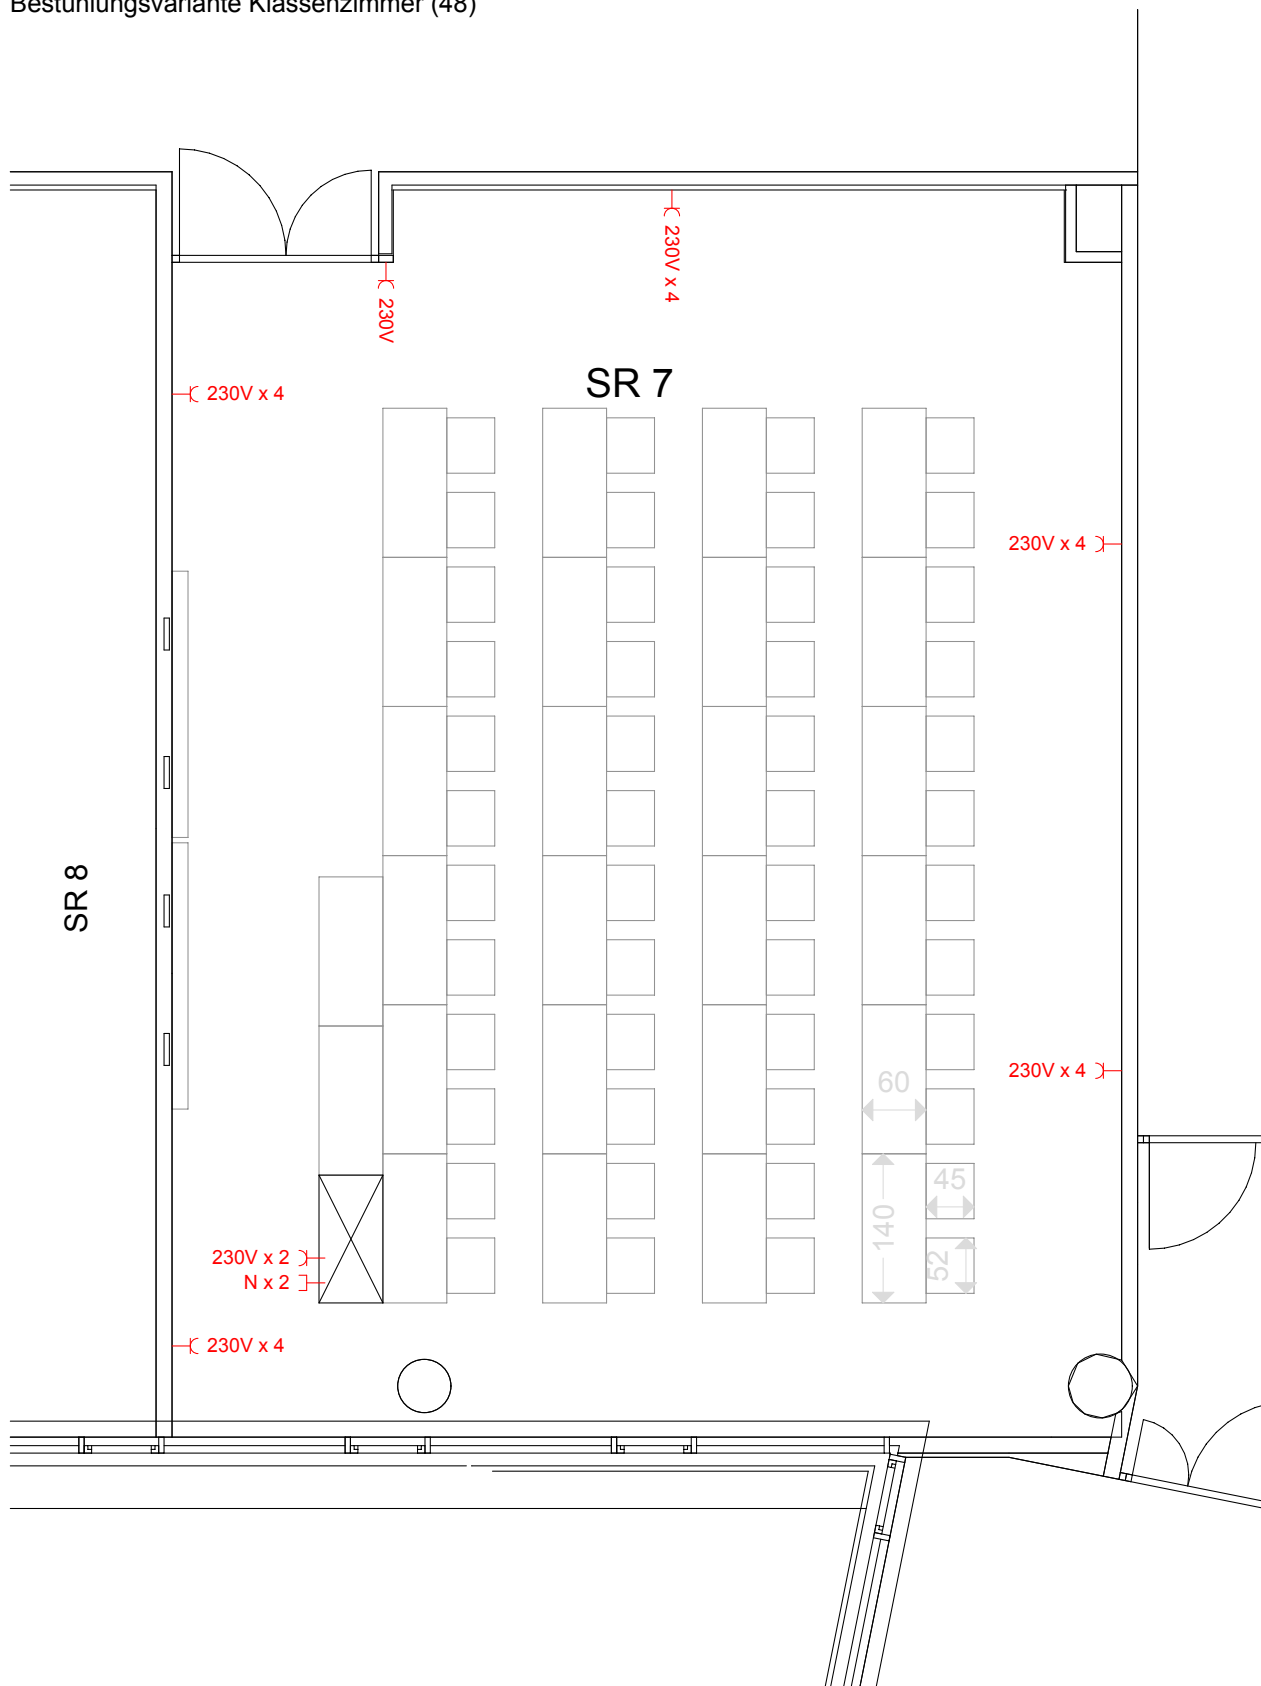 Bestuhlungsvariante Klassenzimmer (48)
230V x 4
230V
230V x 4
SR 7
230V x 4
SR 8
230V x 4
60
45
140
52
230V x 2
N x 2
230V x 4